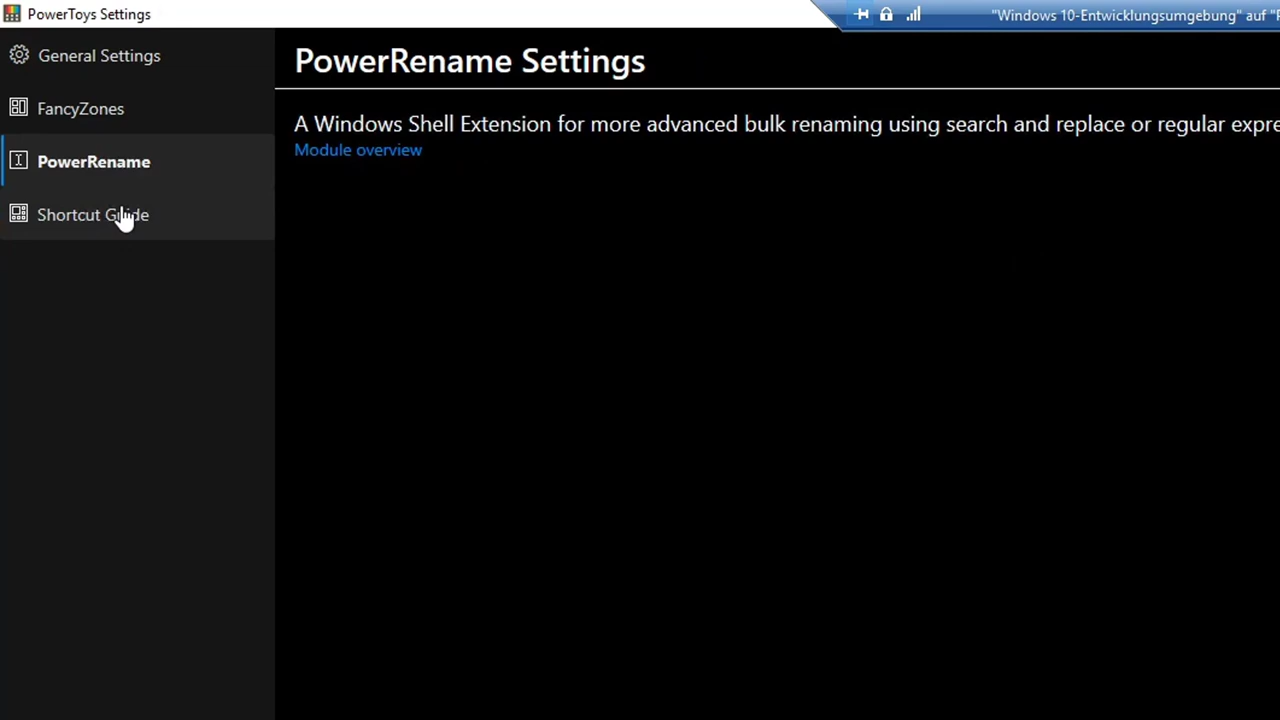 PowerToys Settings
"Windows 10-Entwicklungsumgebung" auf
General Settings
PowerRename Settings
FancyZones
A Windows Shell Extension for more advanced bulk renaming using search and replace or regular
Module overview
PowerRename
Shortcut Guide